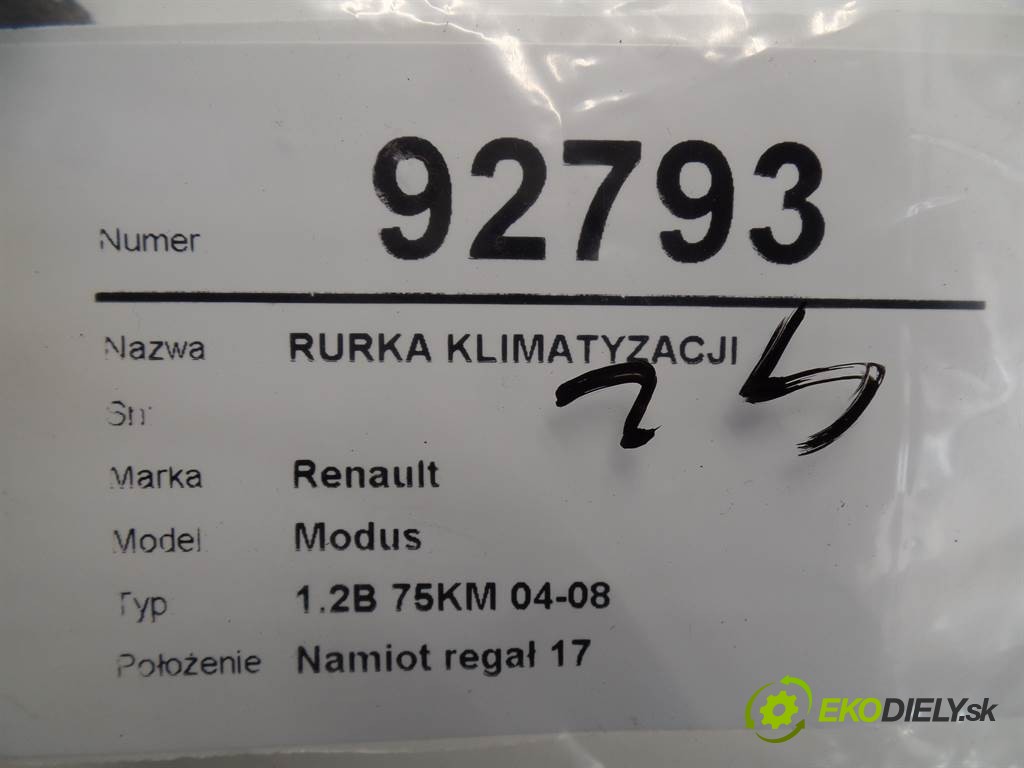 Numer 92793
Nazwa RURKA KLIMATYZACJI
Sn
Marka Renault
Model Modus
Typ 1.2B 75KM 04-08
Położenie Namiot regał 17
EKODIELY.sk